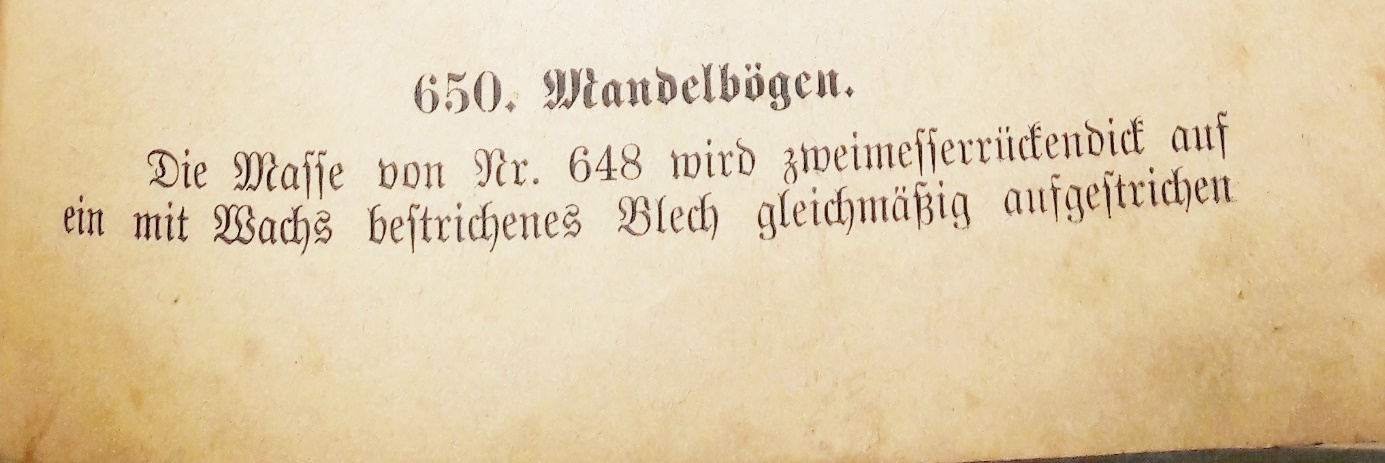 650. Mandelbögen.
Die Maſſe von Nr. 648 wird zweimeſſerrückendick auf
ein mit Wachs beſtrichenes Blech gleichmäßig aufgeſtrichen